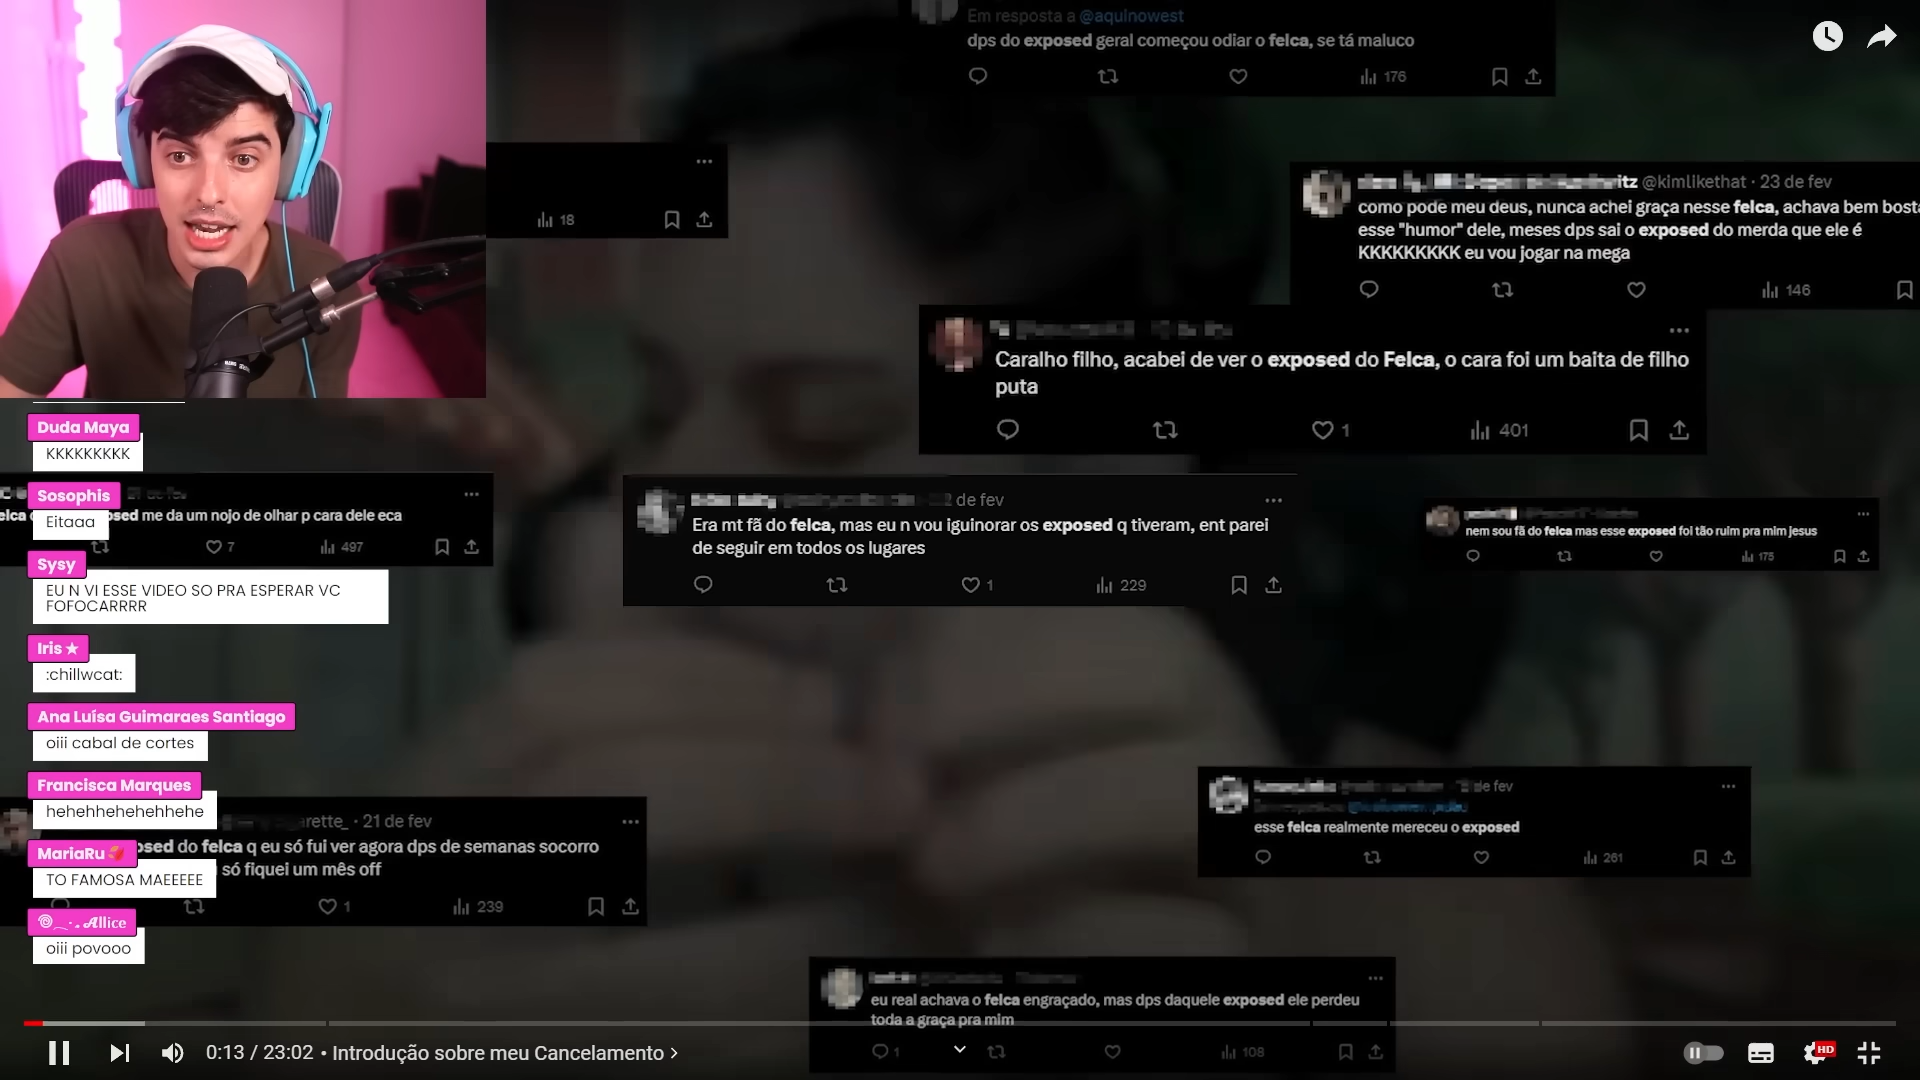 Em resposta a @aquinowest
dps do exposed geral começou odiar o felca, se tá maluco
176
18
itz @kimlikethat · 23 de fev
como pode meu deus, nunca achei graça nesse felca, achava bem bosta
esse "humor" dele, meses dps sai o exposed do merda que ele é
KKKKKKKKK eu vou jogar na mega
146
Caralho filho, acabei de ver o exposed do Felca, o cara foi um baita de filho
puta
1 401
Duda Maya
KKKKKKKKK
Sosophis
Eitaaa
elca
osed me da um nojo de olhar p cara dele eca
7 497
de fev
Era mt fã do felca, mas eu n vou iguinorar os exposed q tiveram, ent parei
de seguir em todos os lugares
1 229
nem sou fã do felca mas esse exposed foi tão ruim pra mim jesus
175
Sysy
EU N VI ESSE VIDEO SO PRA ESPERAR VC
FOFOCARRRR
Iris ★
:chillwcat:
Ana Luísa Guimaraes Santiago
oiii cabal de cortes
Francisca Marques
hehehhehehehhehe
arette_ · 21 de fev
osed do felca q eu só fui ver agora dps de semanas socorro
só fiquei um mês off
1 239
MariaRu
TO FAMOSA MAEEEEE
Allice
oiii povooo
de fev
esse felca realmente mereceu o exposed
261
eu real achava o felca engraçado, mas dps daquele exposed ele perdeu
toda a graça pra mim
1 108
0:13 / 23:02 • Introdução sobre meu Cancelamento >
HD